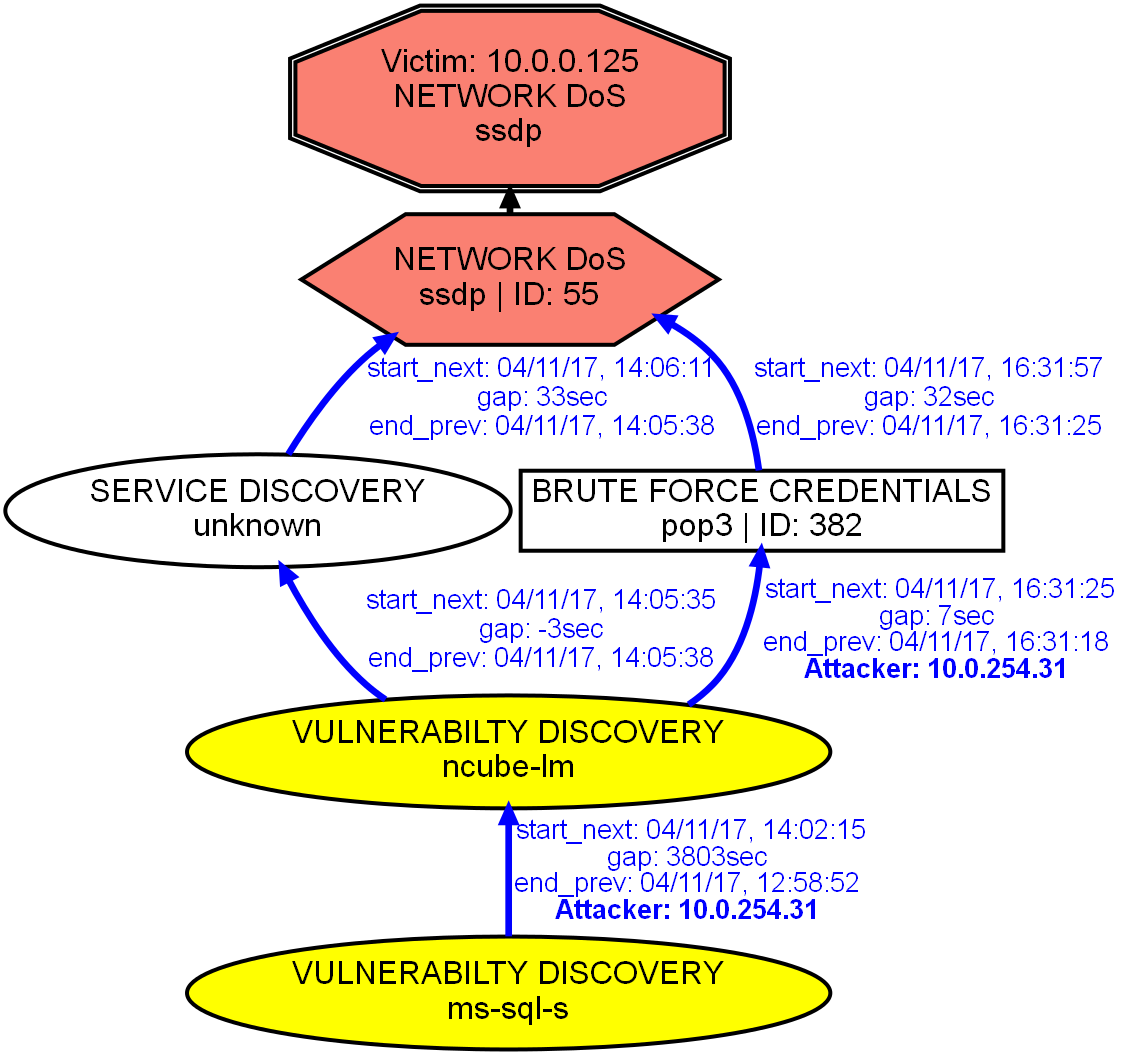 Victim: 10.0.0.125
NETWORK DoS
ssdp
NETWORK DoS
ssdp | ID: 55
start_next: 04/11/17, 14:06:11
gap: 33sec
end_prev: 04/11/17, 14:05:38
start_next: 04/11/17, 16:31:57
gap: 32sec
end_prev: 04/11/17, 16:31:25
SERVICE DISCOVERY
unknown
BRUTE FORCE CREDENTIALS
pop3 | ID: 382
start_next: 04/11/17, 14:05:35
gap: -3sec
end_prev: 04/11/17, 14:05:38
start_next: 04/11/17, 16:31:25
gap: 7sec
end_prev: 04/11/17, 16:31:18
Attacker: 10.0.254.31
VULNERABILTY DISCOVERY
ncube-lm
start_next: 04/11/17, 14:02:15
gap: 3803sec
end_prev: 04/11/17, 12:58:52
Attacker: 10.0.254.31
VULNERABILTY DISCOVERY
ms-sql-s